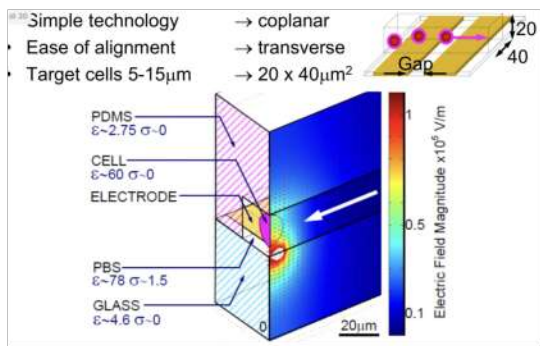 Simple technology → coplanar
• Ease of alignment → transverse
• Target cells 5-15μm → 20 x 40μm²
20
40
Gap
PDMS
ε~2.75 σ~0
CELL
ε~60 σ~0
ELECTRODE
PBS
ε~78 σ~1.5
GLASS
ε~4.6 σ~0
0
20μm
1
0.5
0.1
Electric Field Magnitude x10⁵ V/m